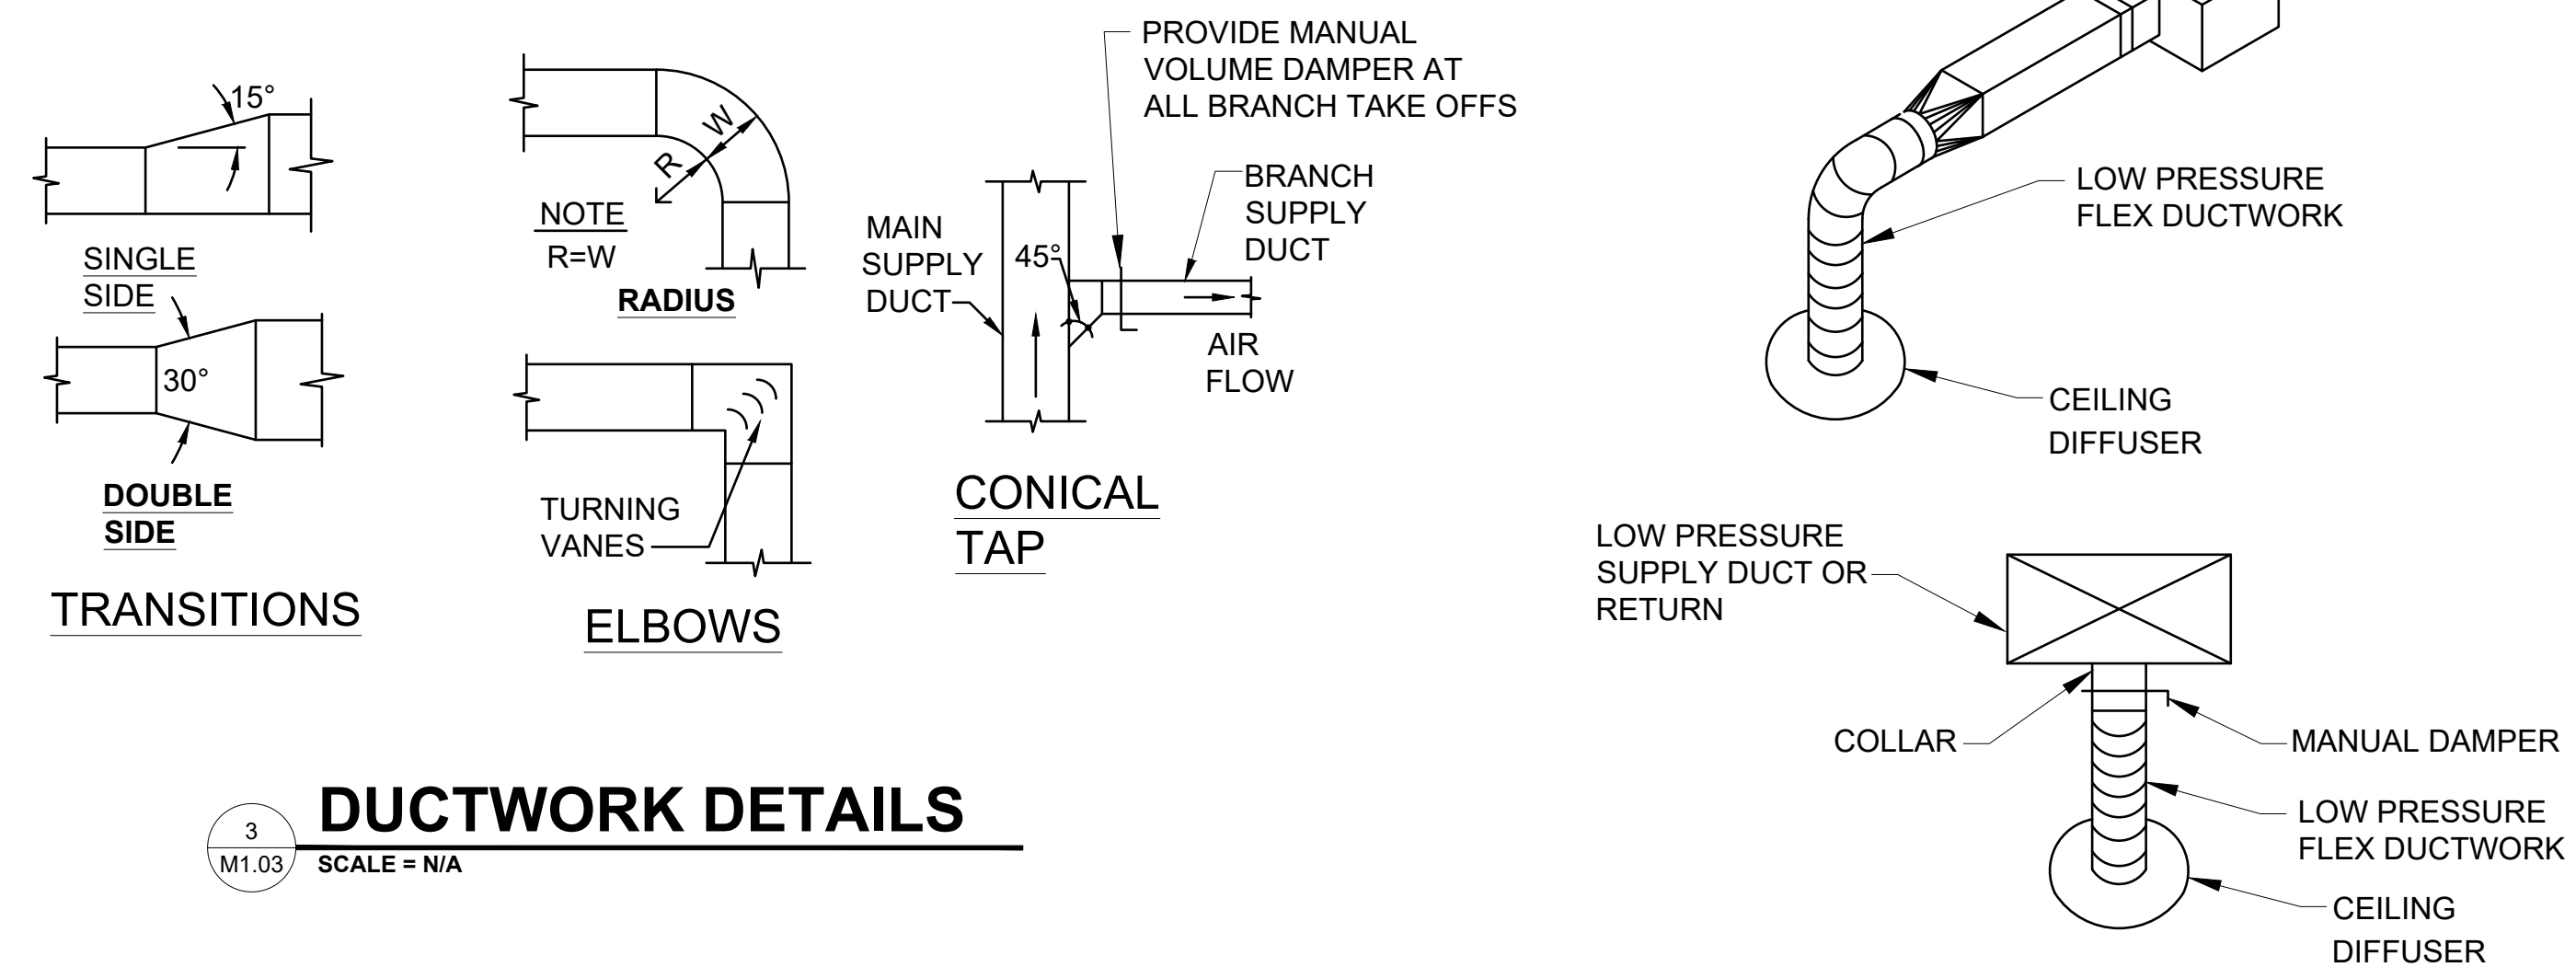 15°
SINGLE
SIDE
30°
DOUBLE
SIDE
TRANSITIONS
W
R
NOTE
R=W
RADIUS
TURNING
VANES
ELBOWS
PROVIDE MANUAL
VOLUME DAMPER AT
ALL BRANCH TAKE OFFS
BRANCH
SUPPLY
DUCT
MAIN
SUPPLY
DUCT
45°
AIR
FLOW
CONICAL
TAP
3
M1.03
DUCTWORK DETAILS
SCALE = N/A
LOW PRESSURE
FLEX DUCTWORK
CEILING
DIFFUSER
LOW PRESSURE
SUPPLY DUCT OR
RETURN
COLLAR
MANUAL DAMPER
LOW PRESSURE
FLEX DUCTWORK
CEILING
DIFFUSER